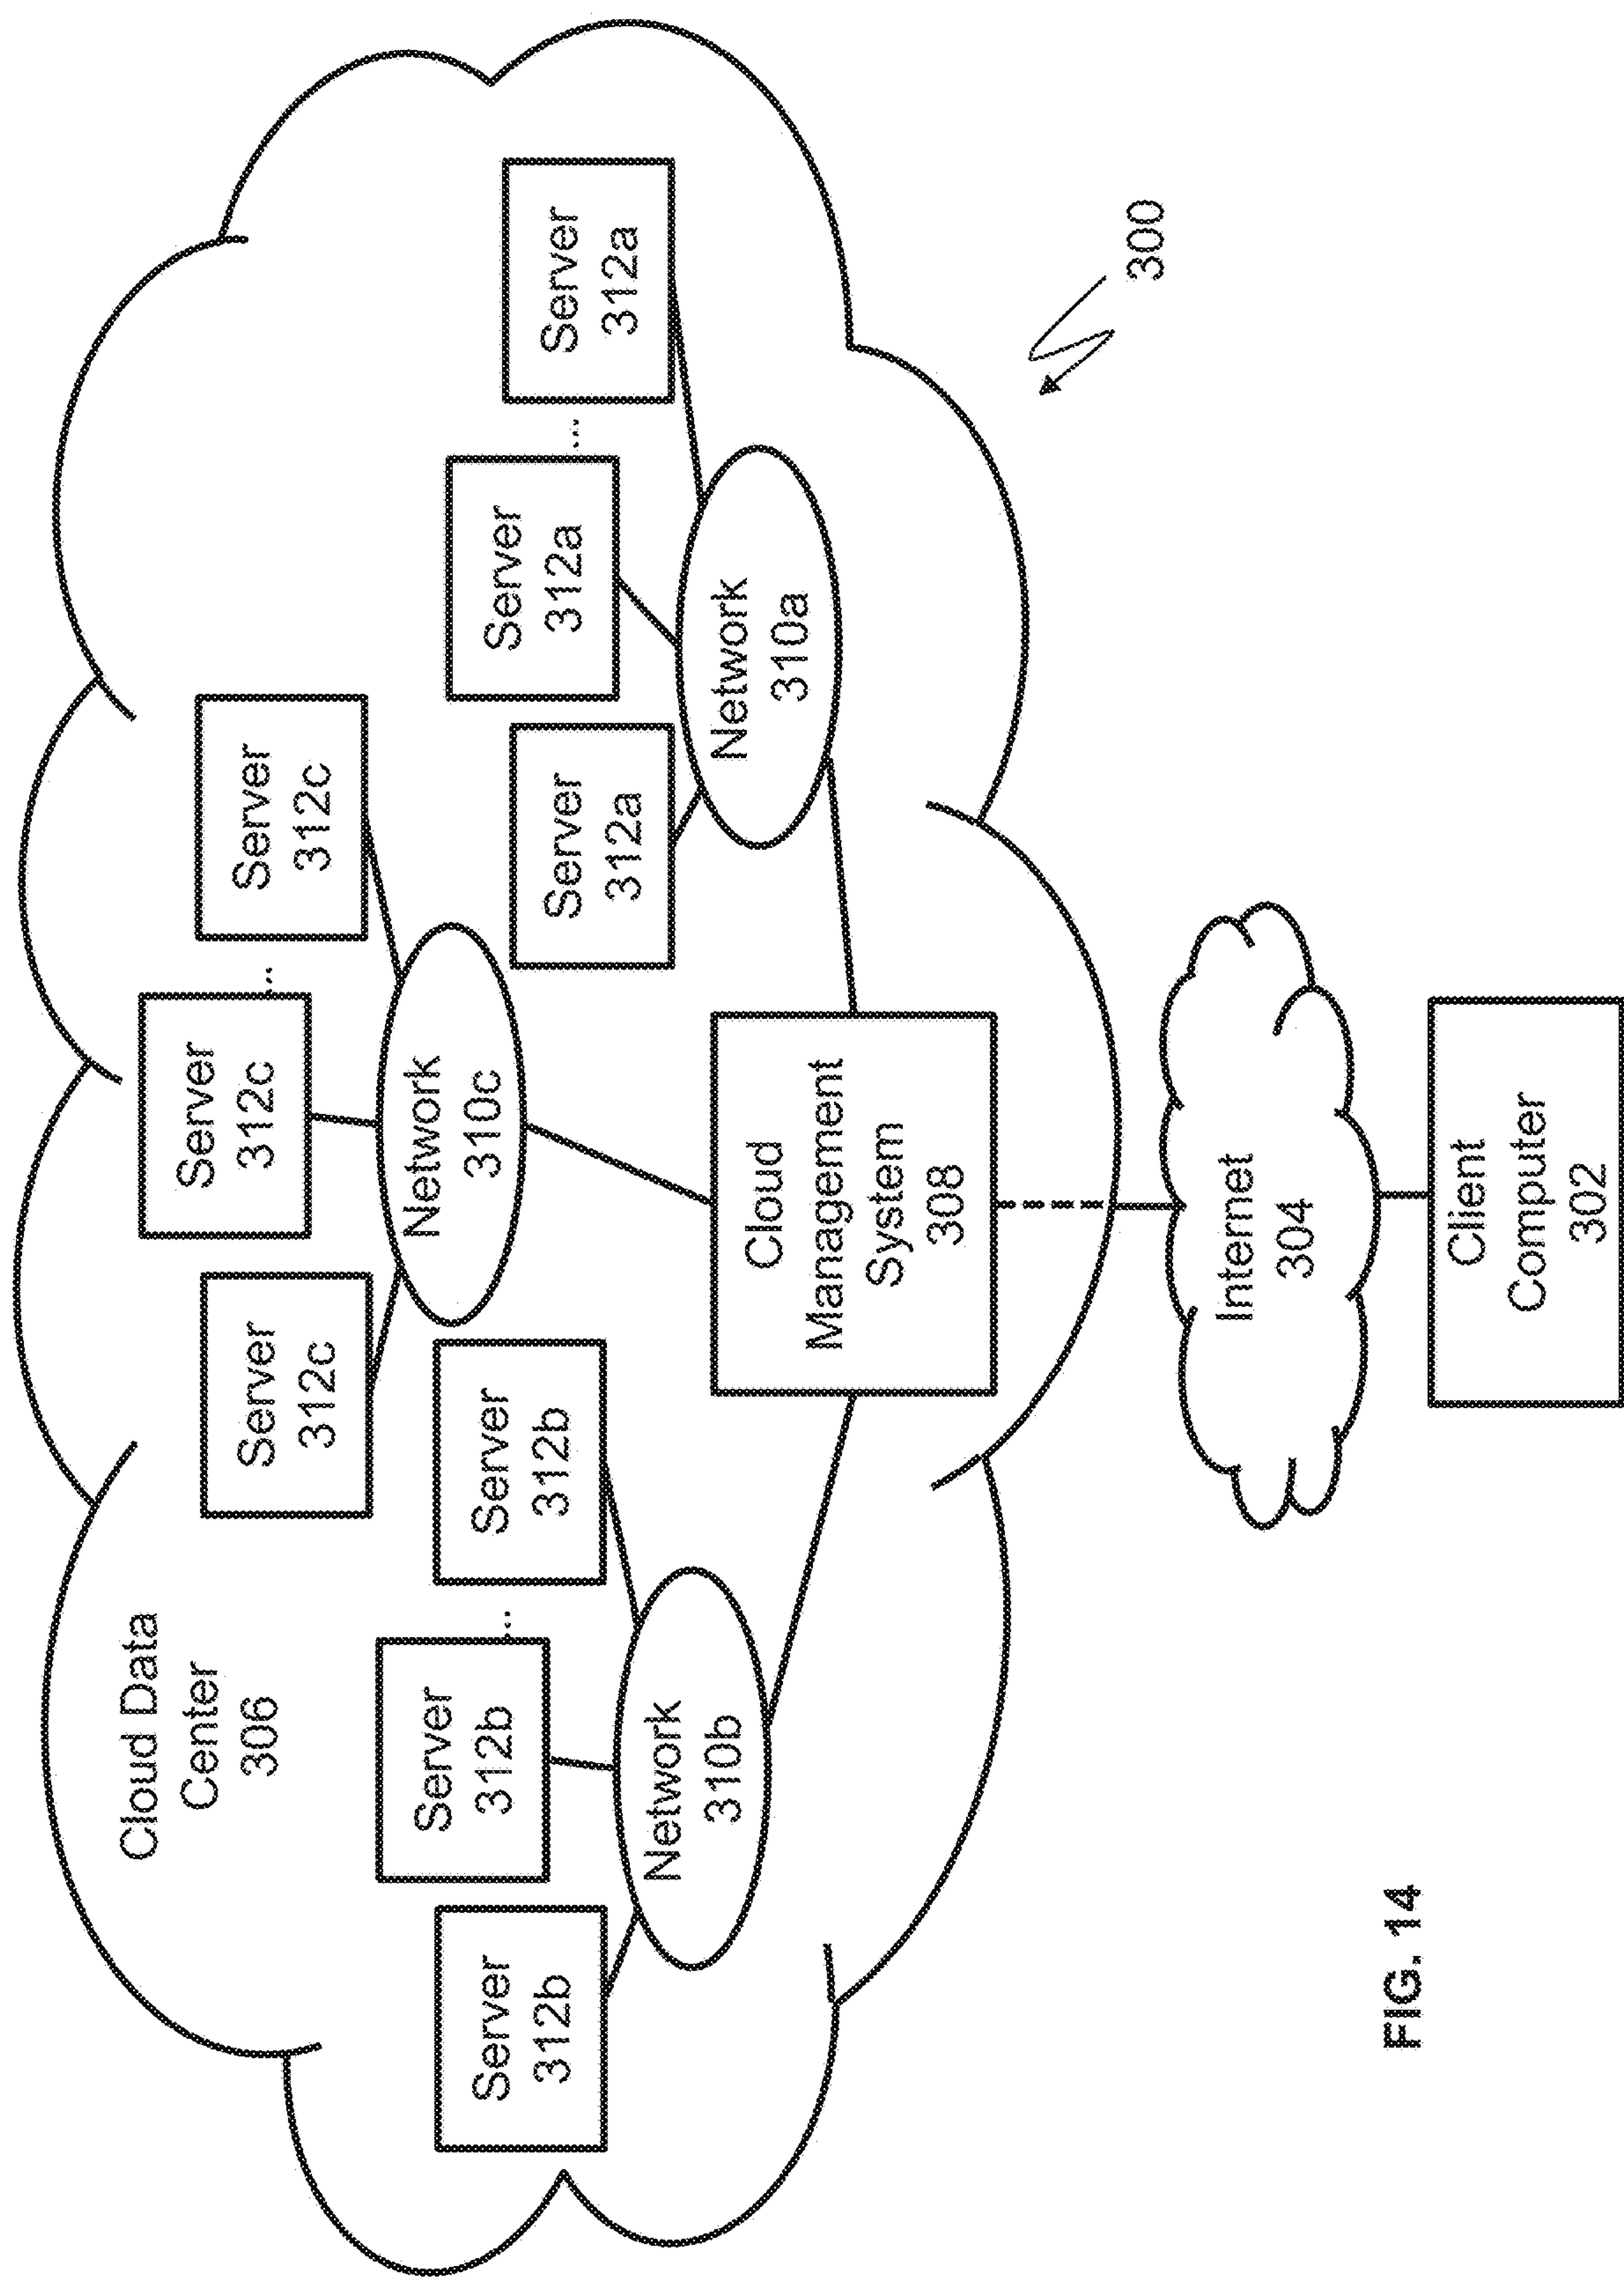 Cloud Data
Center
306
Server
312c
Server
312c
...
Server
312c
Network
310c
Server
312b
Server
312b
...
Server
312b
Network
310b
Server
312a
Server
312a
...
Server
312a
Network
310a
Cloud
Management
System
308
Internet
304
Client
Computer
302
300
FIG. 14